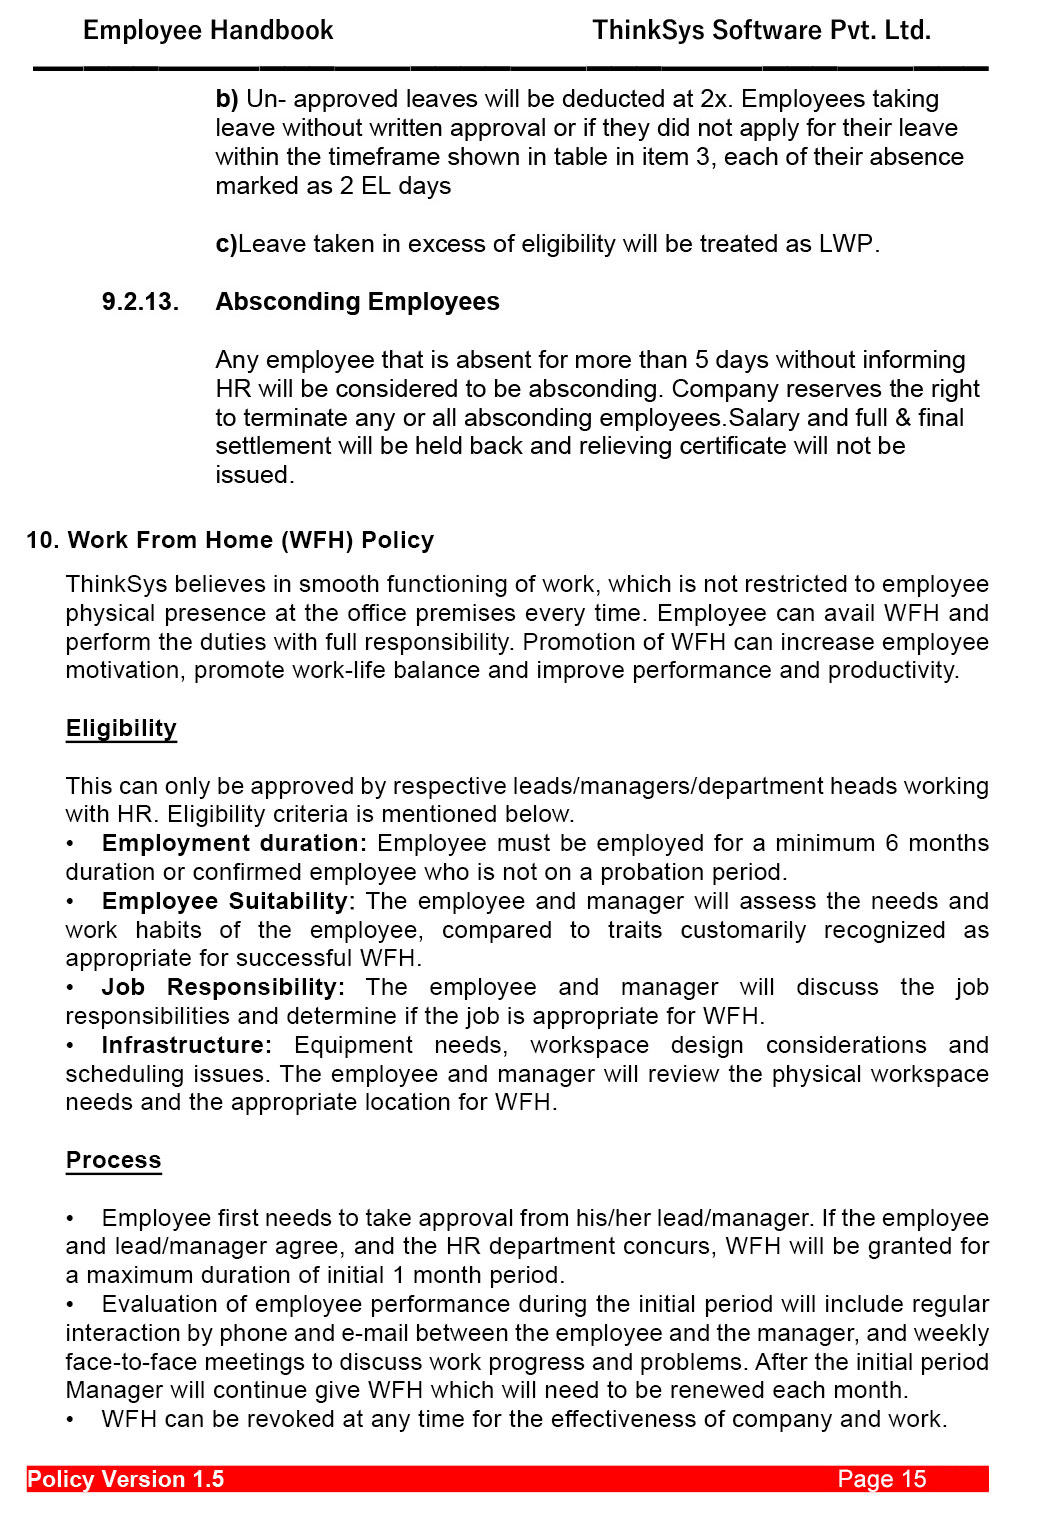 Employee Handbook ThinkSys Software Pvt. Ltd.
b) Un- approved leaves will be deducted at 2x. Employees taking
leave without written approval or if they did not apply for their leave
within the timeframe shown in table in item 3, each of their absence
marked as 2 EL days
c)Leave taken in excess of eligibility will be treated as LWP.
9.2.13. Absconding Employees
Any employee that is absent for more than 5 days without informing
HR will be considered to be absconding. Company reserves the right
to terminate any or all absconding employees.Salary and full & final
settlement will be held back and relieving certificate will not be
issued.
10. Work From Home (WFH) Policy
ThinkSys believes in smooth functioning of work, which is not restricted to employee
physical presence at the office premises every time. Employee can avail WFH and
perform the duties with full responsibility. Promotion of WFH can increase employee
motivation, promote work-life balance and improve performance and productivity.
Eligibility
This can only be approved by respective leads/managers/department heads working
with HR. Eligibility criteria is mentioned below.
• Employment duration: Employee must be employed for a minimum 6 months
duration or confirmed employee who is not on a probation period.
• Employee Suitability: The employee and manager will assess the needs and
work habits of the employee, compared to traits customarily recognized as
appropriate for successful WFH.
• Job Responsibility: The employee and manager will discuss the job
responsibilities and determine if the job is appropriate for WFH.
• Infrastructure: Equipment needs, workspace design considerations and
scheduling issues. The employee and manager will review the physical workspace
needs and the appropriate location for WFH.
Process
• Employee first needs to take approval from his/her lead/manager. If the employee
and lead/manager agree, and the HR department concurs, WFH will be granted for
a maximum duration of initial 1 month period.
• Evaluation of employee performance during the initial period will include regular
interaction by phone and e-mail between the employee and the manager, and weekly
face-to-face meetings to discuss work progress and problems. After the initial period
Manager will continue give WFH which will need to be renewed each month.
• WFH can be revoked at any time for the effectiveness of company and work.
Policy Version 1.5 Page 15